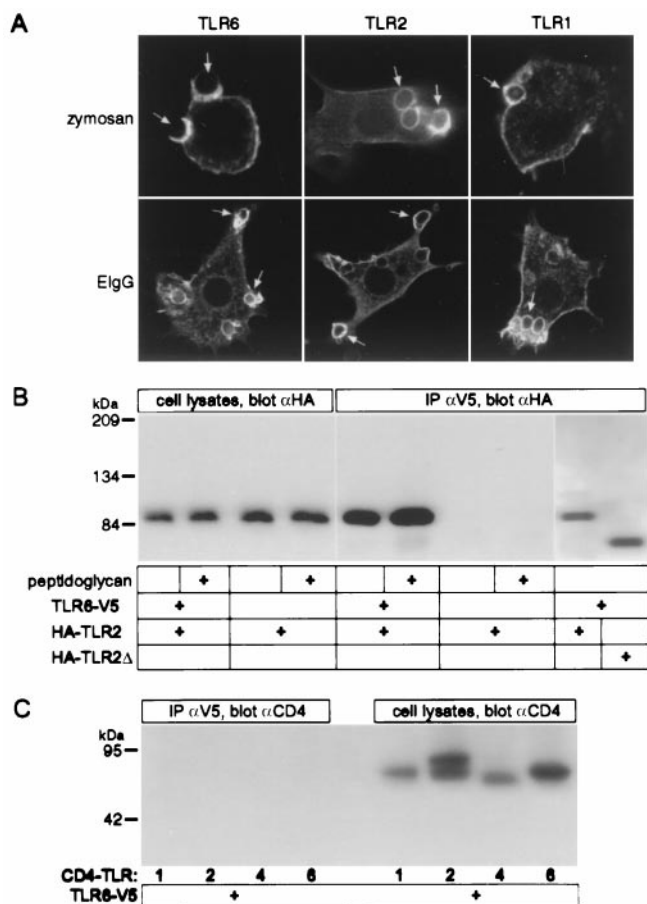 A
TLR6 TLR2 TLR1
zymosan
EIgG
B
kDa
cell lysates, blot αHA IP αV5, blot αHA
209
134
84
peptidoglycan + + + +
TLR6-V5 + + +
HA-TLR2 + + + + +
HA-TLR2Δ +
C
IP αV5, blot αCD4 cell lysates, blot αCD4
kDa
95
42
CD4-TLR: 1 2 4 6 1 2 4 6
TLR6-V5 + +